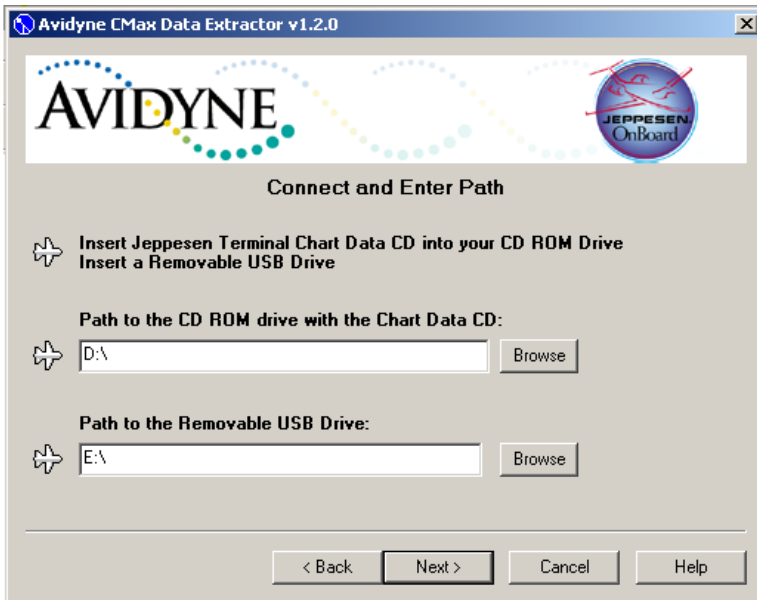 Avidyne CMax Data Extractor v1.2.0
AVIDYNE
JEPPESEN
OnBoard
Connect and Enter Path
Insert Jeppesen Terminal Chart Data CD into your CD ROM Drive
Insert a Removable USB Drive
Path to the CD ROM drive with the Chart Data CD:
D:\
Browse
Path to the Removable USB Drive:
E:\
Browse
< Back
Next >
Cancel
Help